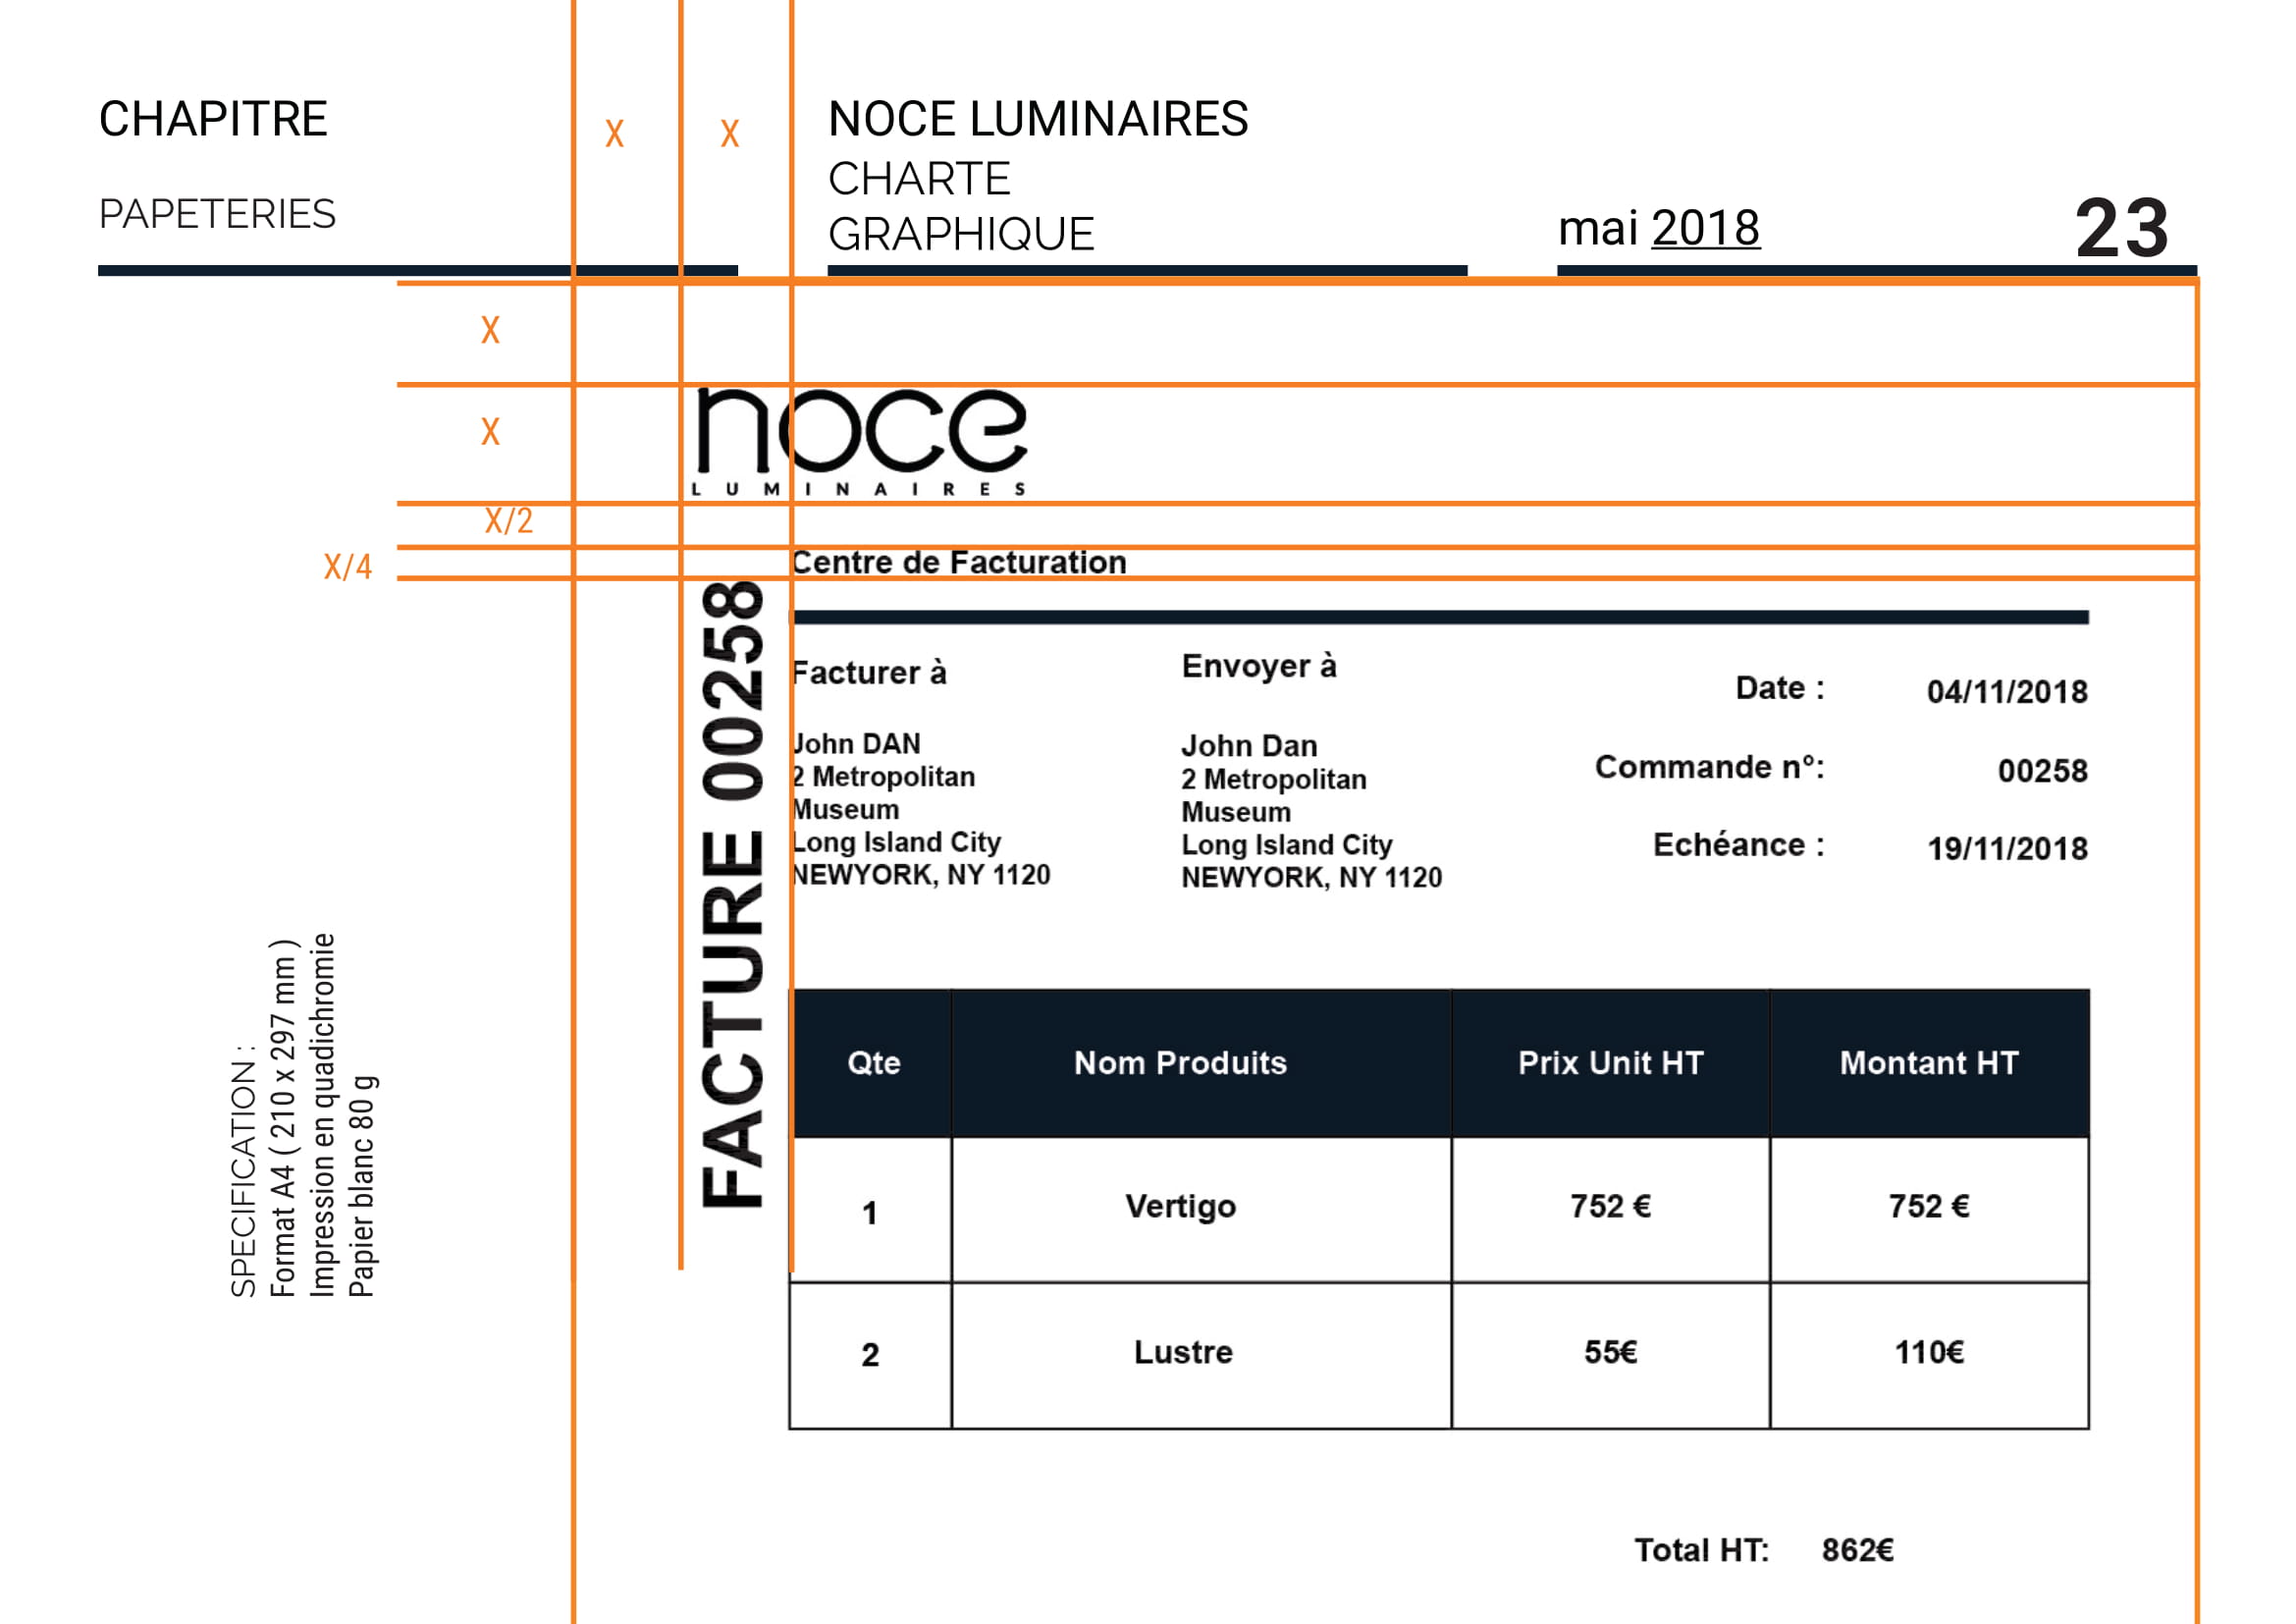 CHAPITRE
PAPETERIES
X X
NOCE LUMINAIRES
CHARTE
GRAPHIQUE
mai 2018
23
X
X
X/2
X/4
noce
LUMINAIRES
Centre de Facturation
FACTURE 00258
Facturer à
John DAN
2 Metropolitan
Museum
Long Island City
NEWYORK, NY 1120
Envoyer à
John Dan
2 Metropolitan
Museum
Long Island City
NEWYORK, NY 1120
Date : 04/11/2018
Commande n°: 00258
Echéance : 19/11/2018
SPECIFICATION :
Format A4 ( 210 x 297 mm )
Impression en quadichromie
Papier blanc 80 g
Qte Nom Produits Prix Unit HT Montant HT
1 Vertigo 752 € 752 €
2 Lustre 55€ 110€
Total HT: 862€